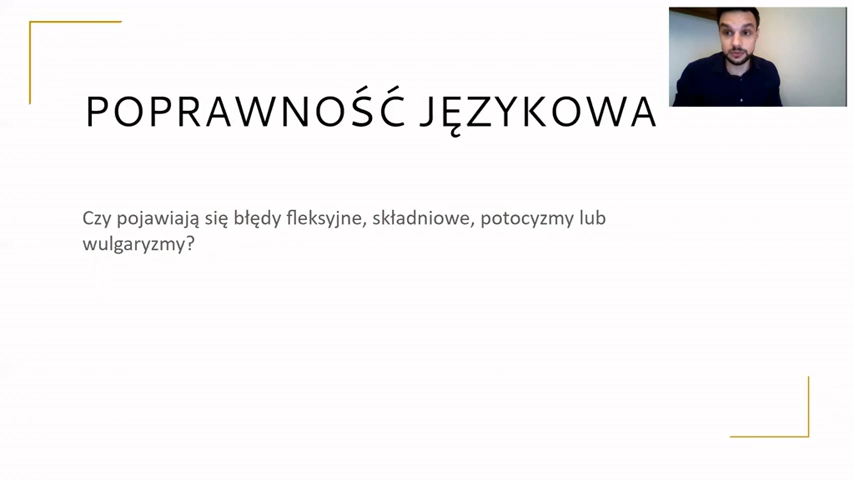 POPRAWNOŚĆ JĘZYKOWA
Czy pojawiają się błędy fleksyjne, składniowe, potocyzmy lub
wulgaryzmy?